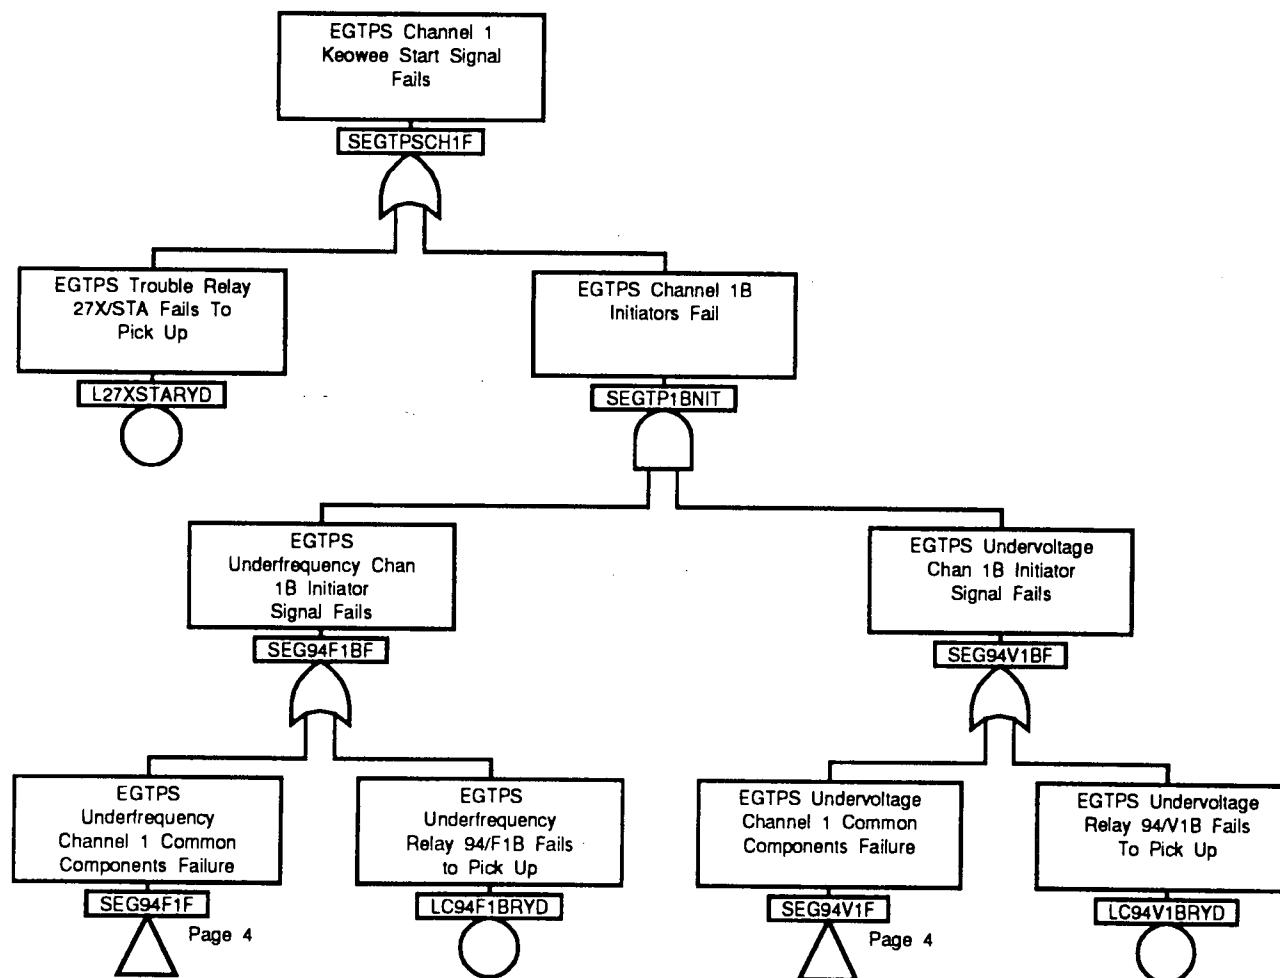 EGTPS Channel 1
Keowee Start Signal
Fails
SEGTPSCH1F
EGTPS Trouble Relay
27X/STA Fails To
Pick Up
L27XSTARYD
EGTPS Channel 1B
Initiators Fail
SEGTP1BNIT
EGTPS
Underfrequency Chan
1B Initiator
Signal Fails
SEG94F1BF
EGTPS Undervoltage
Chan 1B Initiator
Signal Fails
SEG94V1BF
EGTPS
Underfrequency
Channel 1 Common
Components Failure
SEG94F1F
Page 4
EGTPS
Underfrequency
Relay 94/F1B Fails
to Pick Up
LC94F1BRYD
EGTPS Undervoltage
Channel 1 Common
Components Failure
SEG94V1F
Page 4
EGTPS Undervoltage
Relay 94/V1B Fails
To Pick Up
LC94V1BRYD